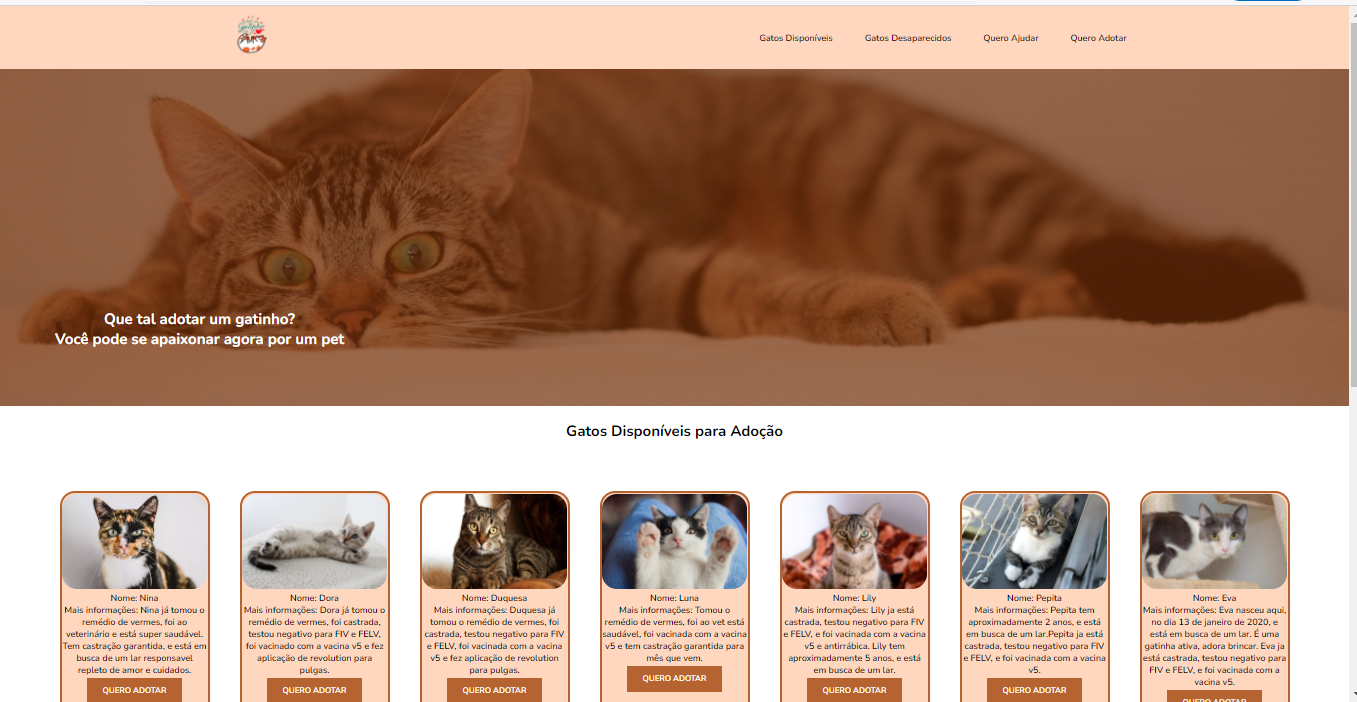 Gatinho
Gatos Disponíveis
Gatos Desaparecidos
Quero Ajudar
Quero Adotar
Que tal adotar um gatinho?
Você pode se apaixonar agora por um pet
Gatos Disponíveis para Adoção
Nome: Nina
Mais informações: Nina já tomou o
remédio de vermes, foi ao
veterinário e está super saudável.
Tem castração garantida, e está em
busca de um lar responsavel
repleto de amor e cuidados.
QUERO ADOTAR
Nome: Dora
Mais informações: Dora já tomou o
remédio de vermes, foi castrada,
testou negativo para FIV e FELV,
foi vacinado com a vacina v5 e fez
aplicação de revolution para
pulgas.
QUERO ADOTAR
Nome: Duquesa
Mais informações: Duquesa já
tomou o remédio de vermes, foi
castrada, testou negativo para FIV
e FELV, foi vacinada com a vacina
v5 e fez aplicação de revolution
para pulgas.
QUERO ADOTAR
Nome: Luna
Mais informações: Tomou o
remédio de vermes, foi ao vet está
saudável, foi vacinada com a vacina
v5 e tem castração garantida para
mês que vem.
QUERO ADOTAR
Nome: Lily
Mais informações: Lily ja está
castrada, testou negativo para FIV
e FELV, e foi vacinada com a vacina
v5 e antirrábica. Lily tem
aproximadamente 5 anos, e está
em busca de um lar.
QUERO ADOTAR
Nome: Pepita
Mais informações: Pepita tem
aproximadamente 2 anos, e está
em busca de um lar.Pepita ja está
castrada, testou negativo para FIV
e FELV, e foi vacinada com a vacina
v5.
QUERO ADOTAR
Nome: Eva
Mais informações: Eva nasceu aqui,
no dia 13 de janeiro de 2020, e
está em busca de um lar. É uma
gatinha ativa, adora brincar. Eva ja
está castrada, testou negativo para
FIV e FELV, e foi vacinada com a
vacina v5.
QUERO ADOTAR